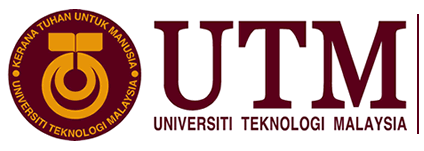 • KERANA TUHAN UNTUK MANUSIA •
UNIVERSITI TEKNOLOGI MALAYSIA
UTM
UNIVERSITI TEKNOLOGI MALAYSIA